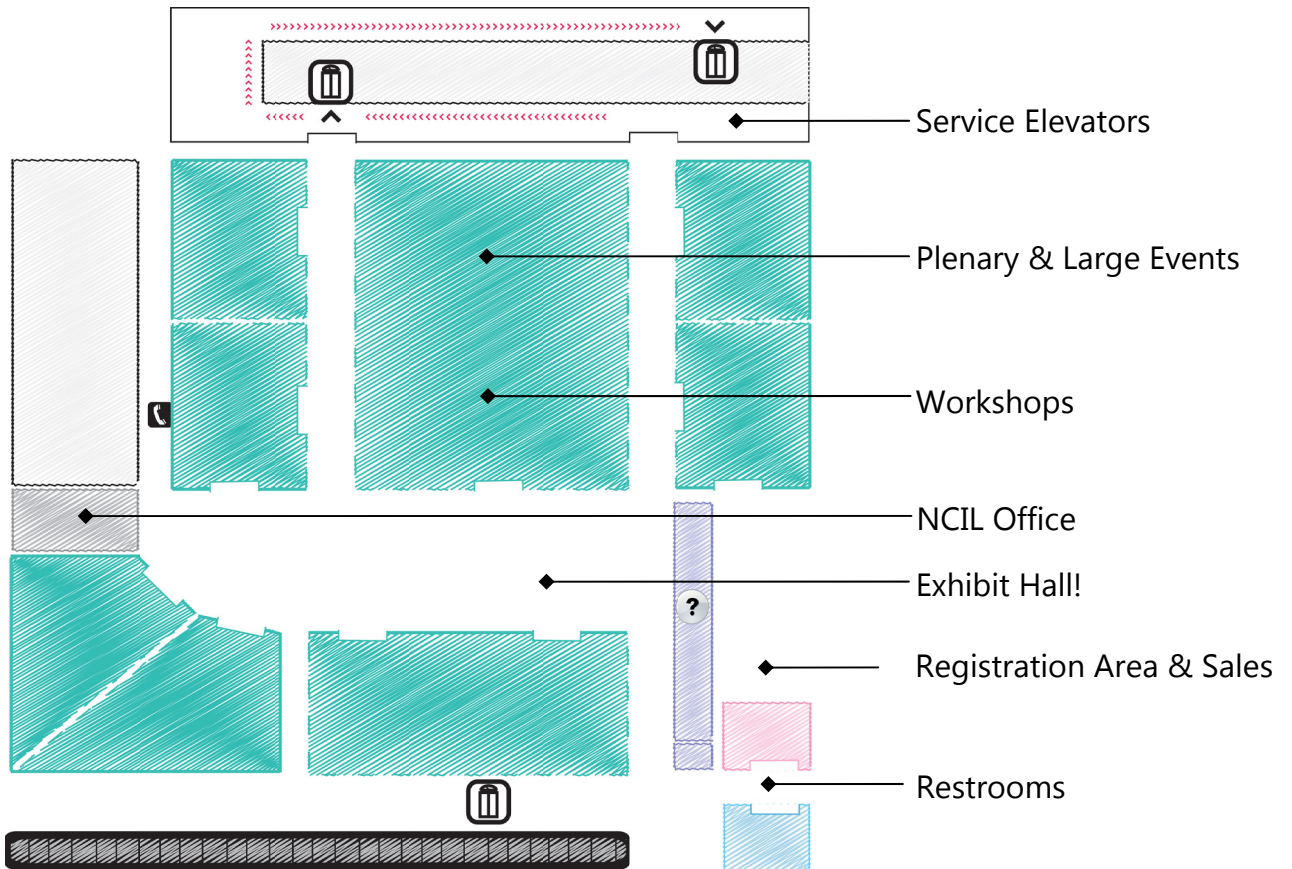 Service Elevators
Plenary & Large Events
Workshops
NCIL Office
Exhibit Hall!
?
Registration Area & Sales
Restrooms